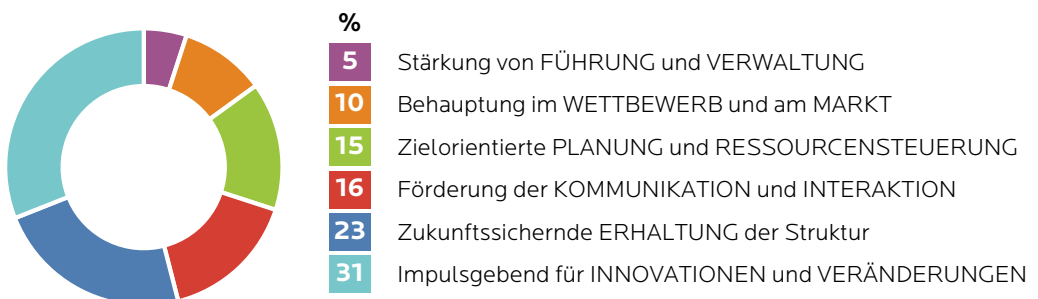 %
5 Stärkung von FÜHRUNG und VERWALTUNG
10 Behauptung im WETTBEWERB und am MARKT
15 Zielorientierte PLANUNG und RESSOURCENSTEUERUNG
16 Förderung der KOMMUNIKATION und INTERAKTION
23 Zukunftssichernde ERHALTUNG der Struktur
31 Impulsgebend für INNOVATIONEN und VERÄNDERUNGEN